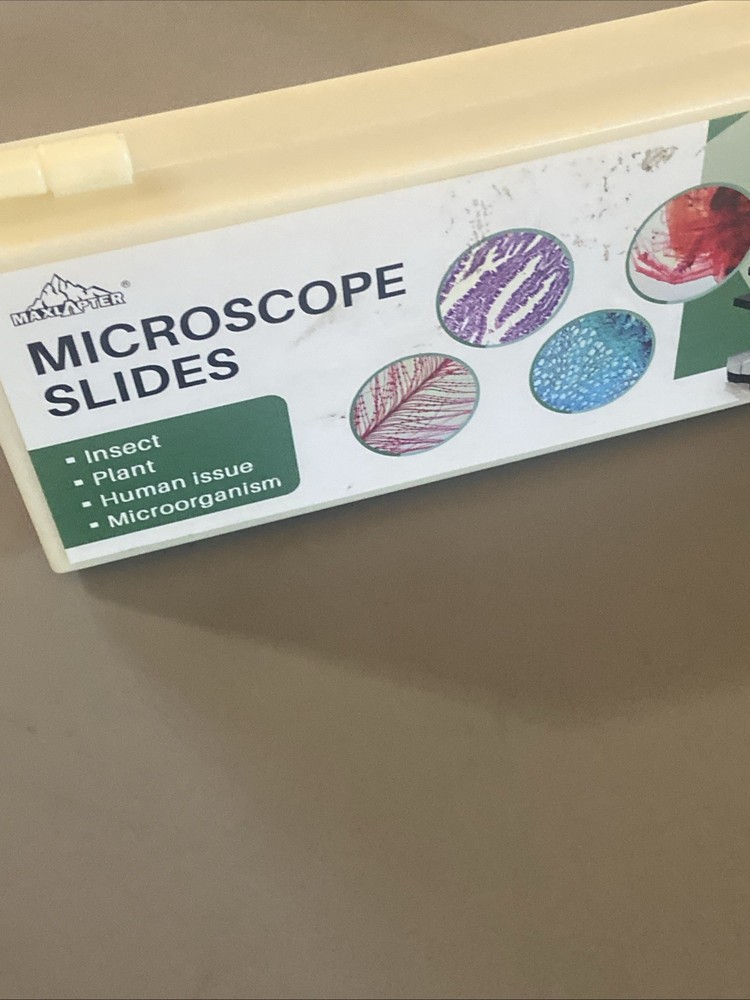 MAXLAPTER®
MICROSCOPE
SLIDES
▪ Insect
▪ Plant
▪ Human issue
▪ Microorganism